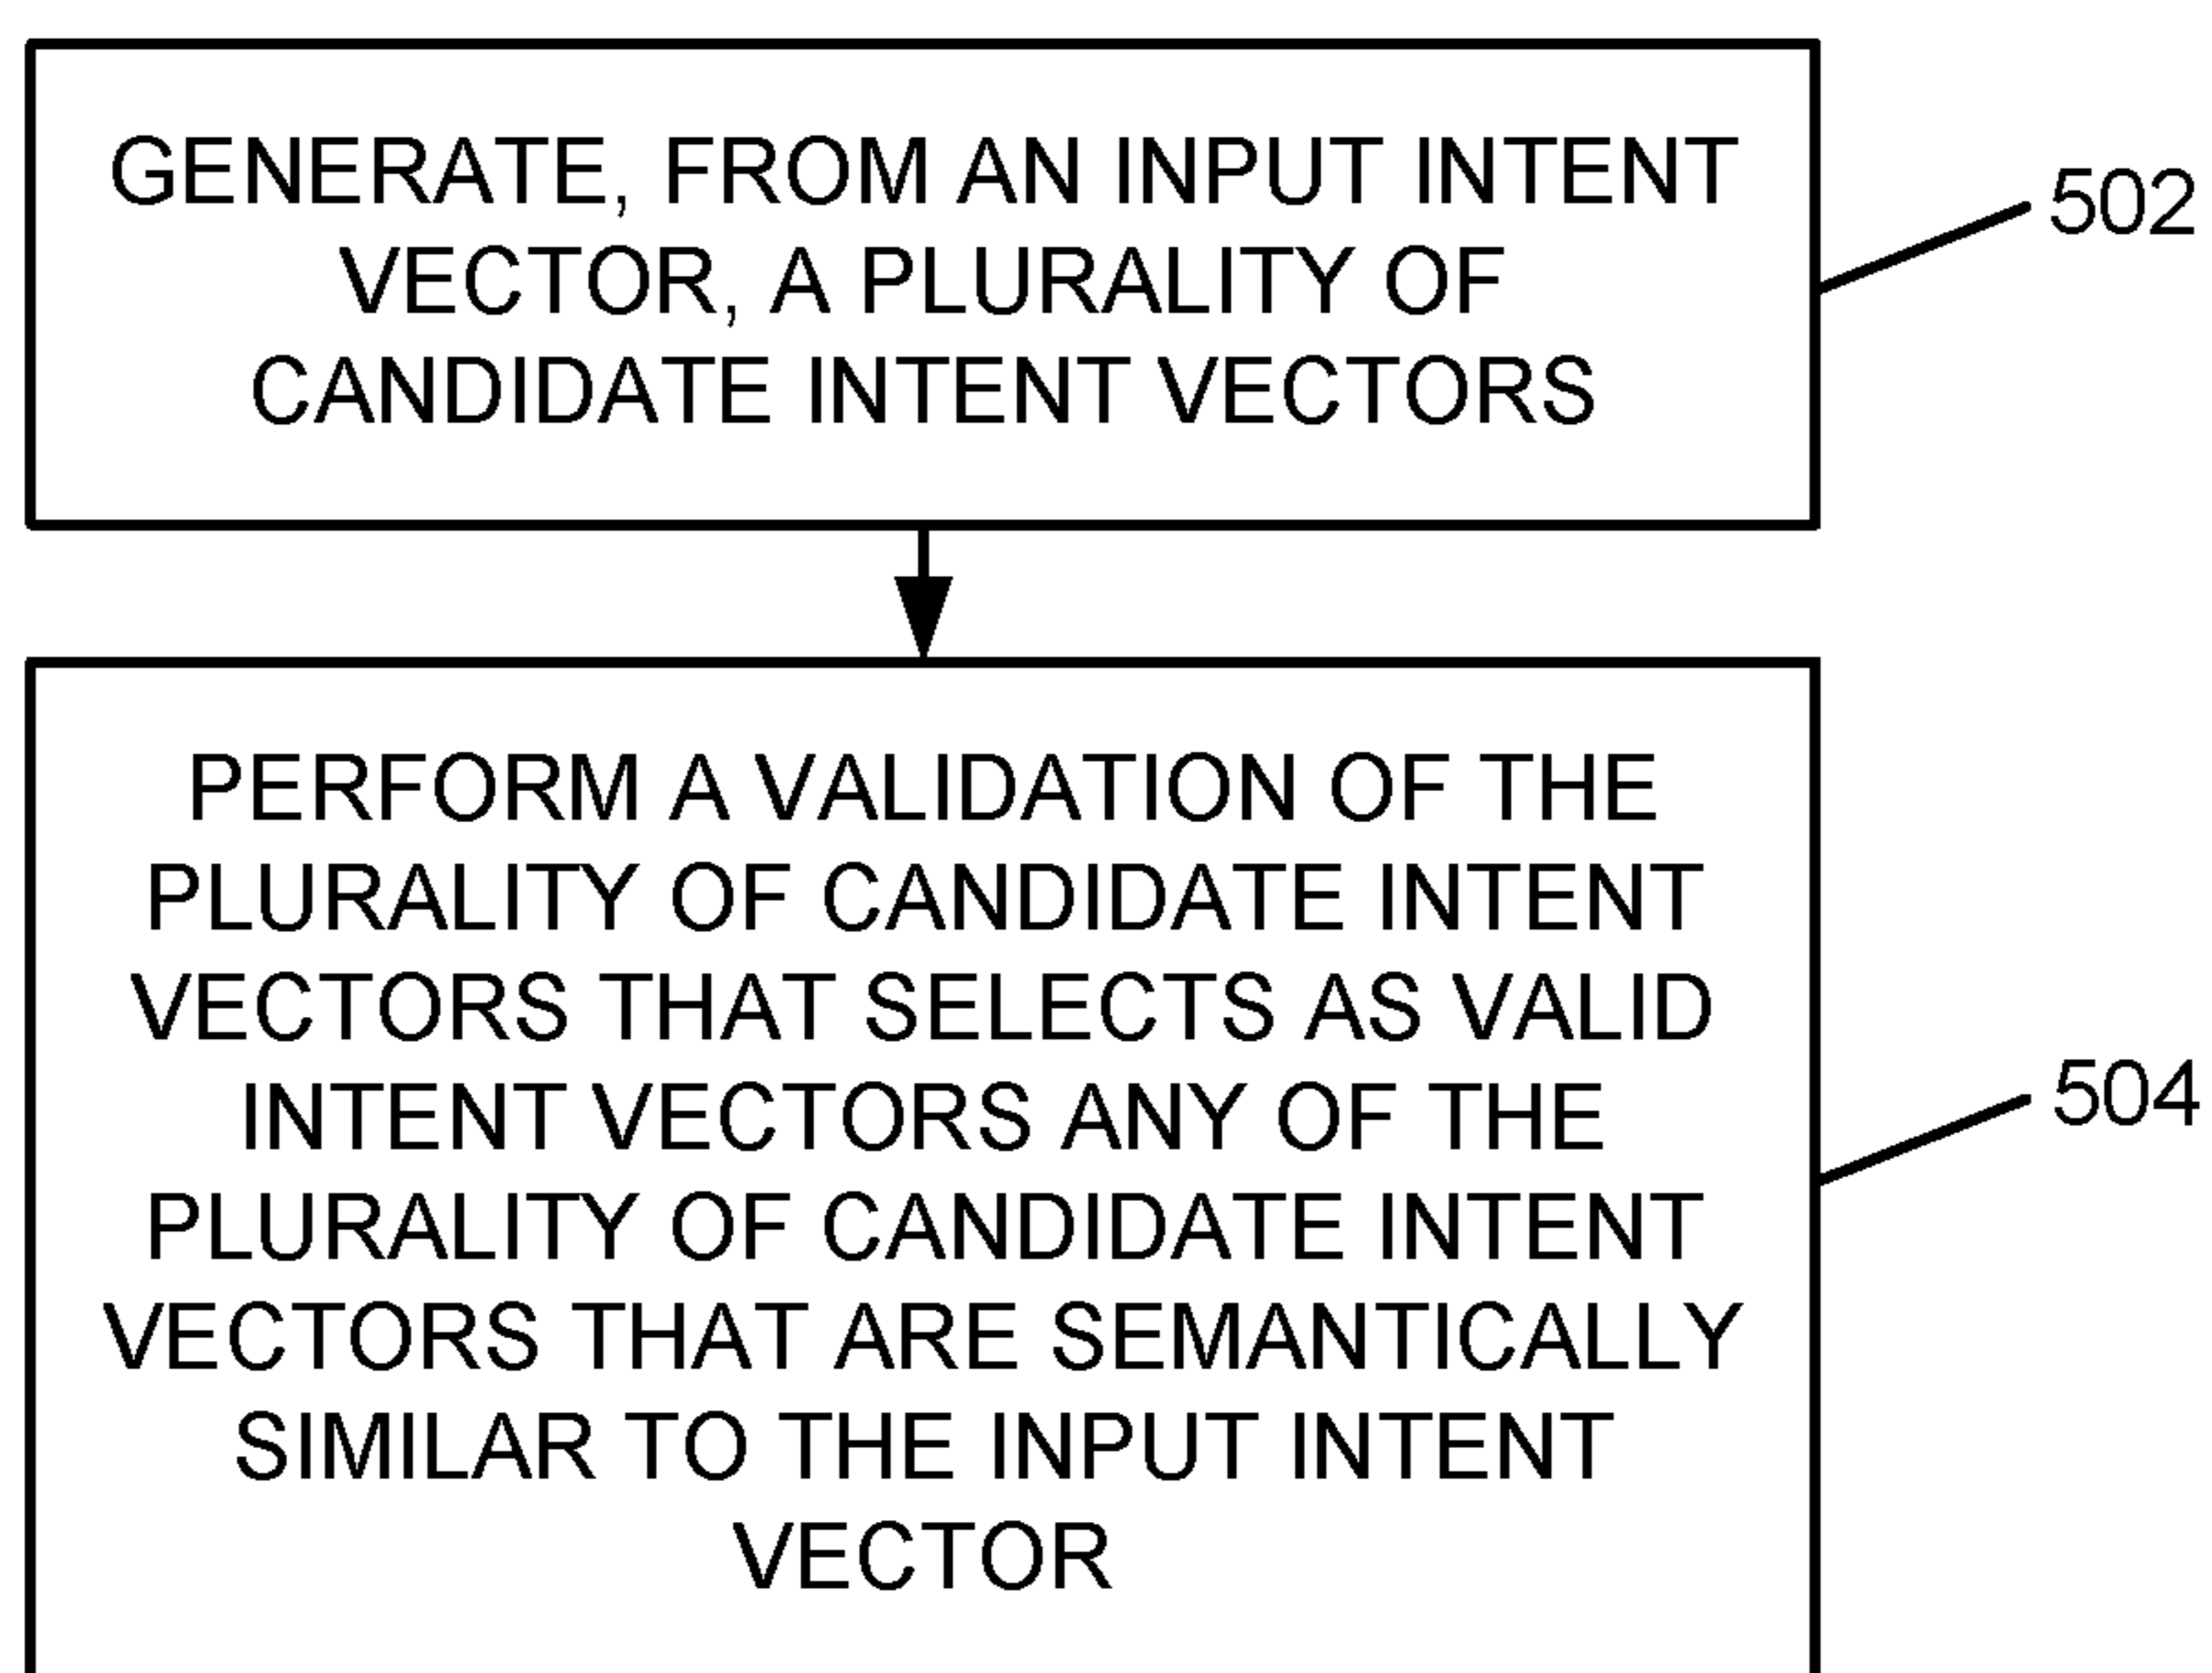 GENERATE, FROM AN INPUT INTENT
VECTOR, A PLURALITY OF
CANDIDATE INTENT VECTORS
502
PERFORM A VALIDATION OF THE
PLURALITY OF CANDIDATE INTENT
VECTORS THAT SELECTS AS VALID
INTENT VECTORS ANY OF THE
PLURALITY OF CANDIDATE INTENT
VECTORS THAT ARE SEMANTICALLY
SIMILAR TO THE INPUT INTENT
VECTOR
504